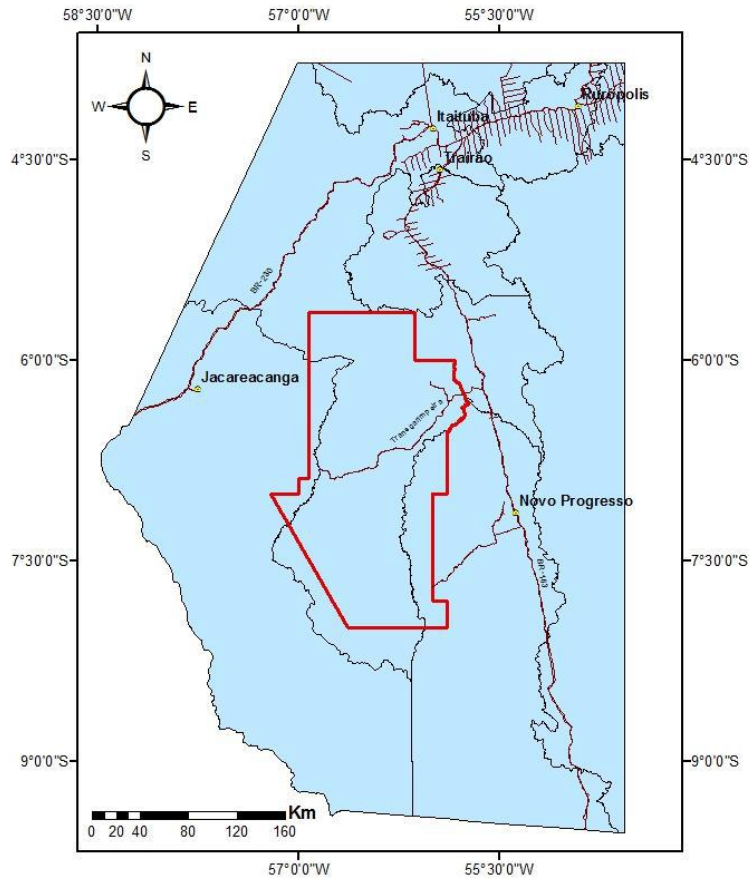 58°30'0"W 57°0'0"W 55°30'0"W
N
W E
S
Rurópolis
Itaituba
4°30'0"S 4°30'0"S
Trairão
BR-230
6°0'0"S 6°0'0"S
Jacareacanga
Transgarimpeira
Novo Progresso
7°30'0"S 7°30'0"S
BR-163
9°0'0"S 9°0'0"S
Km
0 20 40 80 120 160
57°0'0"W 55°30'0"W